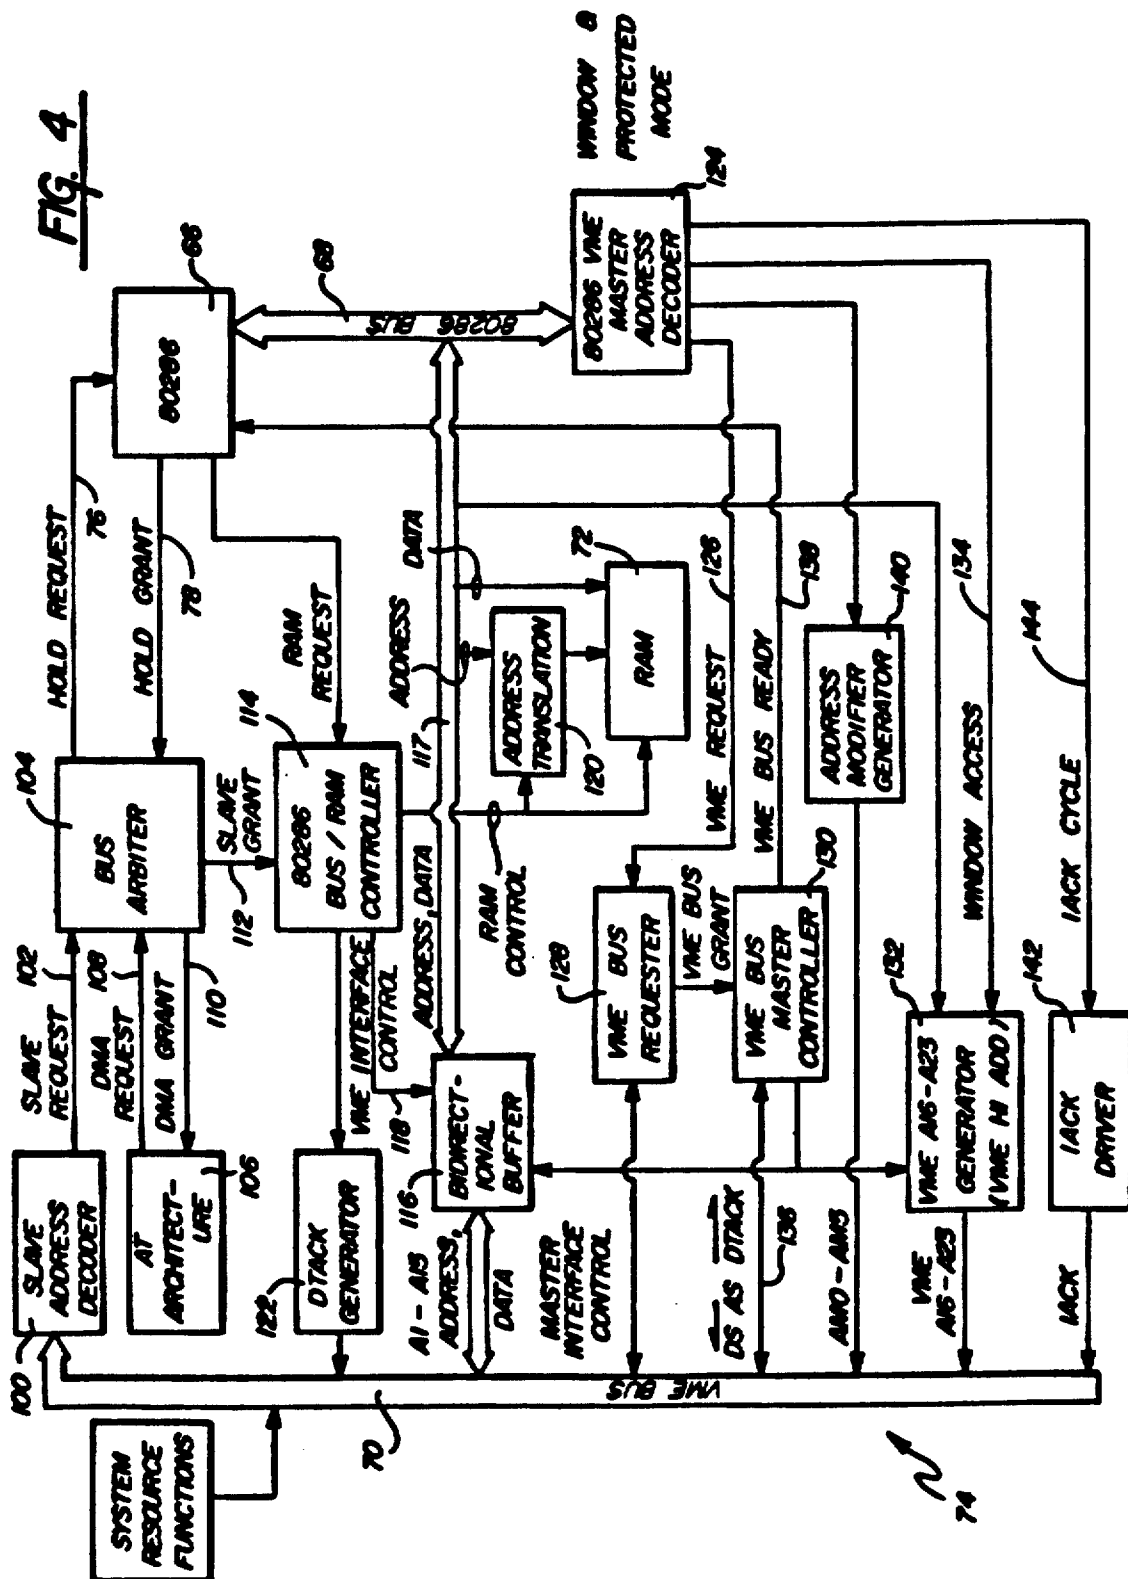 FIG. 4
SYSTEM
RESOURCE
FUNCTIONS
100
SLAVE
ADDRESS
DECODER
SLAVE
REQUEST
102
104
BUS
ARBITER
HOLD REQUEST
76
66
80286
HOLD GRANT
78
AT
ARCHITECT-
URE
106
DMA
REQUEST
108
DMA GRANT
110
112
SLAVE
GRANT
RAM
REQUEST
114
80286
BUS / RAM
CONTROLLER
122
DTACK
GENERATOR
VME INTERFACE
CONTROL
118
68
80286 BUS
116
BIDIRECT-
IONAL
BUFFER
A1 - A15
ADDRESS,
DATA
ADDRESS, DATA
117
ADDRESS
DATA
RAM
CONTROL
ADDRESS
TRANSLATION
120
72
RAM
80286 VME
MASTER
ADDRESS
DECODER
124
WINDOW &
PROTECTED
MODE
MASTER
INTERFACE
CONTROL
128
VME BUS
REQUESTER
VME REQUEST
126
VME BUS
GRANT
DS AS DTACK
136
VME BUS
MASTER
CONTROLLER
130
VME BUS READY
138
AM0 - AM5
ADDRESS
MODIFIER
GENERATOR
140
VME
A16 - A23
VME A16 - A23
GENERATOR
(VME HI ADD)
132
WINDOW ACCESS
134
IACK
IACK
DRIVER
142
IACK CYCLE
144
70
VME BUS
74